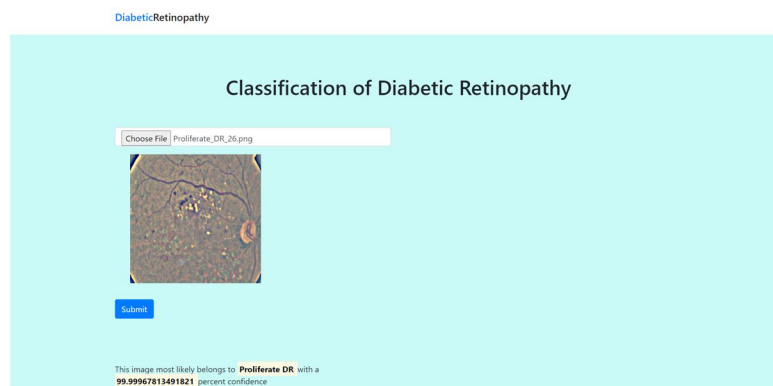 DiabeticRetinopathy
Classification of Diabetic Retinopathy
Choose File Proliferate_DR_26.png
Submit
This image most likely belongs to Proliferate DR with a
99.99967813491821 percent confidence